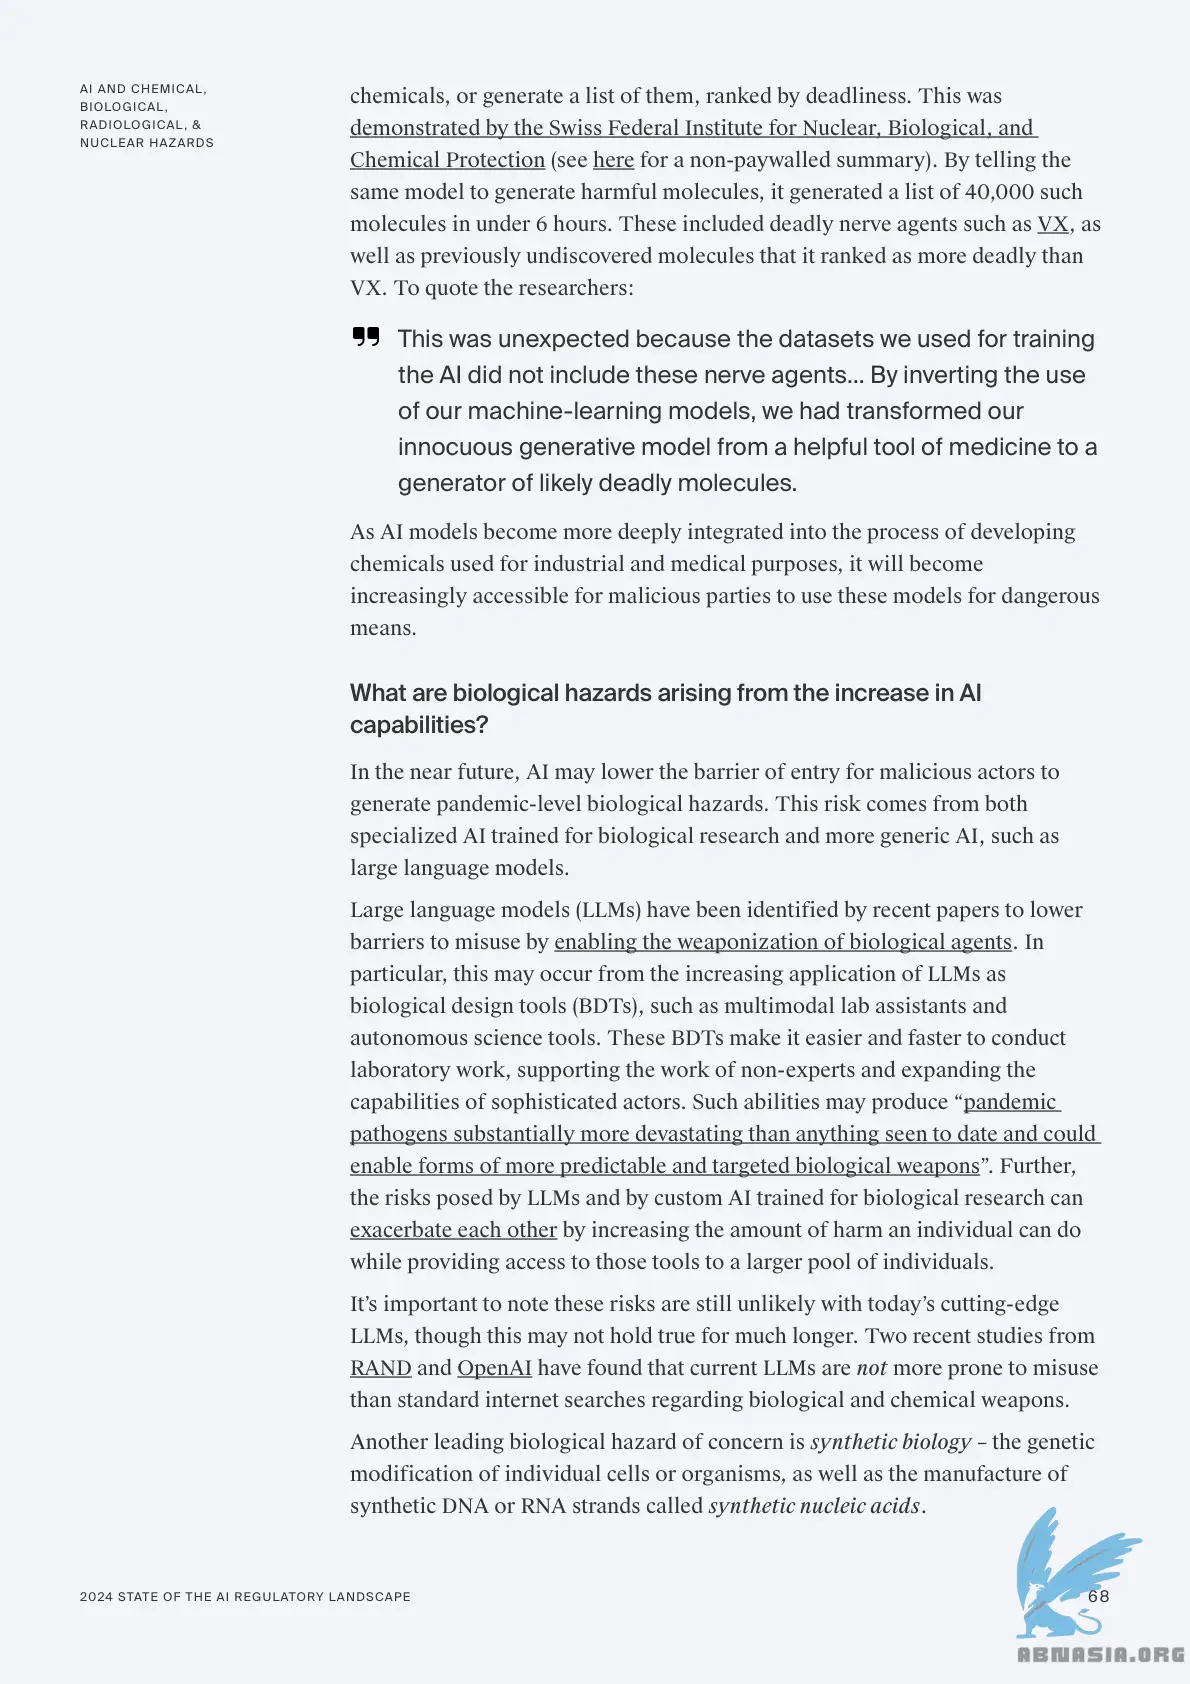 AI AND CHEMICAL,
BIOLOGICAL,
RADIOLOGICAL, &
NUCLEAR HAZARDS
chemicals, or generate a list of them, ranked by deadliness. This was
demonstrated by the Swiss Federal Institute for Nuclear, Biological, and
Chemical Protection (see here for a non-paywalled summary). By telling the
same model to generate harmful molecules, it generated a list of 40,000 such
molecules in under 6 hours. These included deadly nerve agents such as VX, as
well as previously undiscovered molecules that it ranked as more deadly than
VX. To quote the researchers:
” This was unexpected because the datasets we used for training
the AI did not include these nerve agents... By inverting the use
of our machine-learning models, we had transformed our
innocuous generative model from a helpful tool of medicine to a
generator of likely deadly molecules.
As AI models become more deeply integrated into the process of developing
chemicals used for industrial and medical purposes, it will become
increasingly accessible for malicious parties to use these models for dangerous
means.
What are biological hazards arising from the increase in AI
capabilities?
In the near future, AI may lower the barrier of entry for malicious actors to
generate pandemic-level biological hazards. This risk comes from both
specialized AI trained for biological research and more generic AI, such as
large language models.
Large language models (LLMs) have been identified by recent papers to lower
barriers to misuse by enabling the weaponization of biological agents. In
particular, this may occur from the increasing application of LLMs as
biological design tools (BDTs), such as multimodal lab assistants and
autonomous science tools. These BDTs make it easier and faster to conduct
laboratory work, supporting the work of non-experts and expanding the
capabilities of sophisticated actors. Such abilities may produce “pandemic
pathogens substantially more devastating than anything seen to date and could
enable forms of more predictable and targeted biological weapons”. Further,
the risks posed by LLMs and by custom AI trained for biological research can
exacerbate each other by increasing the amount of harm an individual can do
while providing access to those tools to a larger pool of individuals.
It’s important to note these risks are still unlikely with today’s cutting-edge
LLMs, though this may not hold true for much longer. Two recent studies from
RAND and OpenAI have found that current LLMs are not more prone to misuse
than standard internet searches regarding biological and chemical weapons.
Another leading biological hazard of concern is synthetic biology – the genetic
modification of individual cells or organisms, as well as the manufacture of
synthetic DNA or RNA strands called synthetic nucleic acids.
2024 STATE OF THE AI REGULATORY LANDSCAPE
68
ABNASIA.ORG